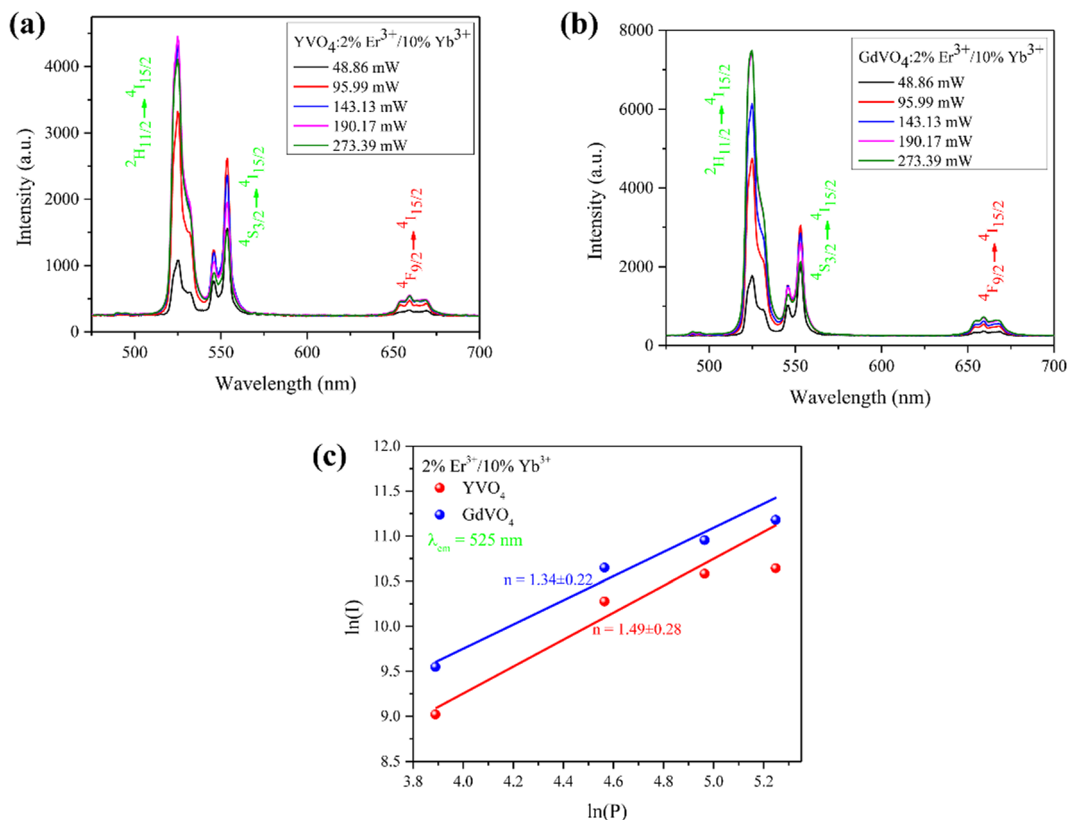 (a)
YVO₄:2% Er³⁺/10% Yb³⁺
48.86 mW
95.99 mW
143.13 mW
190.17 mW
273.39 mW
²H₁₁/₂→⁴I₁₅/₂
⁴S₃/₂→⁴I₁₅/₂
⁴F₉/₂→⁴I₁₅/₂
Intensity (a.u.)
4000
3000
2000
1000
0
500
550
600
650
700
Wavelength (nm)
(b)
GdVO₄:2% Er³⁺/10% Yb³⁺
48.86 mW
95.99 mW
143.13 mW
190.17 mW
273.39 mW
²H₁₁/₂→⁴I₁₅/₂
⁴S₃/₂→⁴I₁₅/₂
⁴F₉/₂→⁴I₁₅/₂
Intensity (a.u.)
8000
6000
4000
2000
0
500
550
600
650
700
Wavelength (nm)
(c)
2% Er³⁺/10% Yb³⁺
YVO₄
GdVO₄
λₑₘ = 525 nm
n = 1.34±0.22
n = 1.49±0.28
ln(I)
12.0
11.5
11.0
10.5
10.0
9.5
9.0
8.5
3.8
4.0
4.2
4.4
4.6
4.8
5.0
5.2
ln(P)